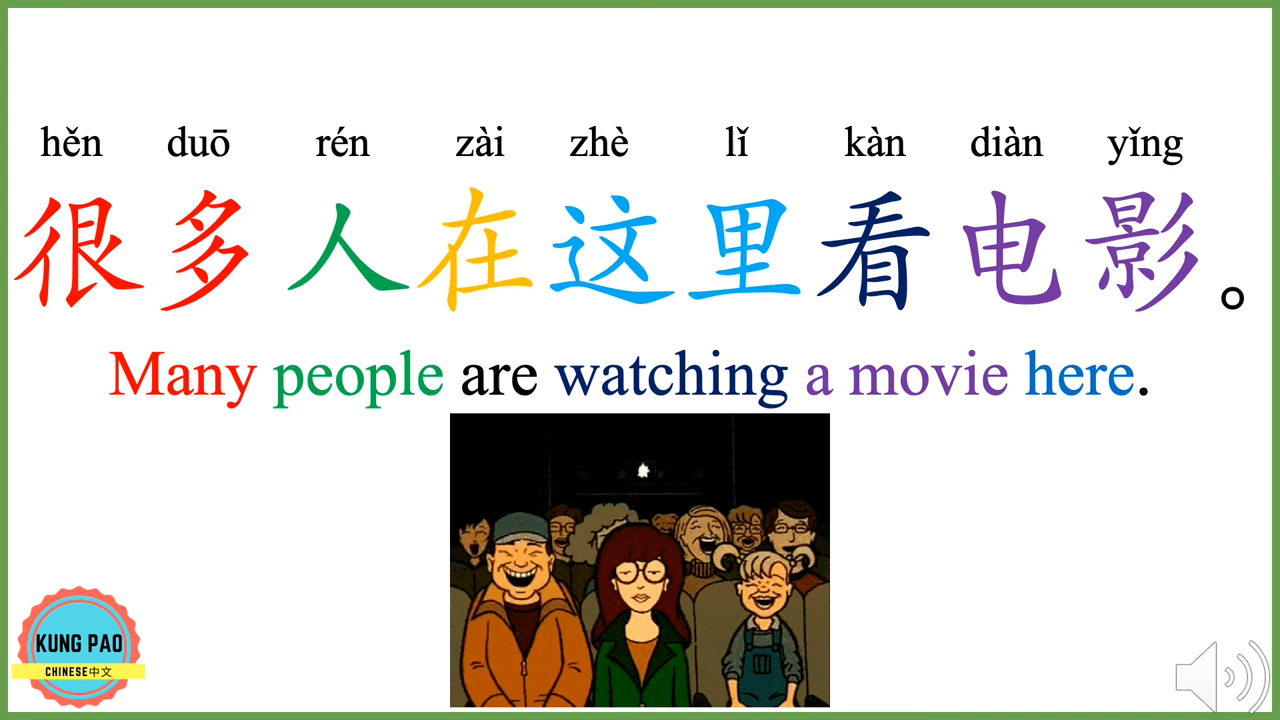 hěn duō rén zài zhè lǐ kàn diàn yǐng
很多人在这里看电影。
Many people are watching a movie here.
KUNG PAO
CHINESE中文